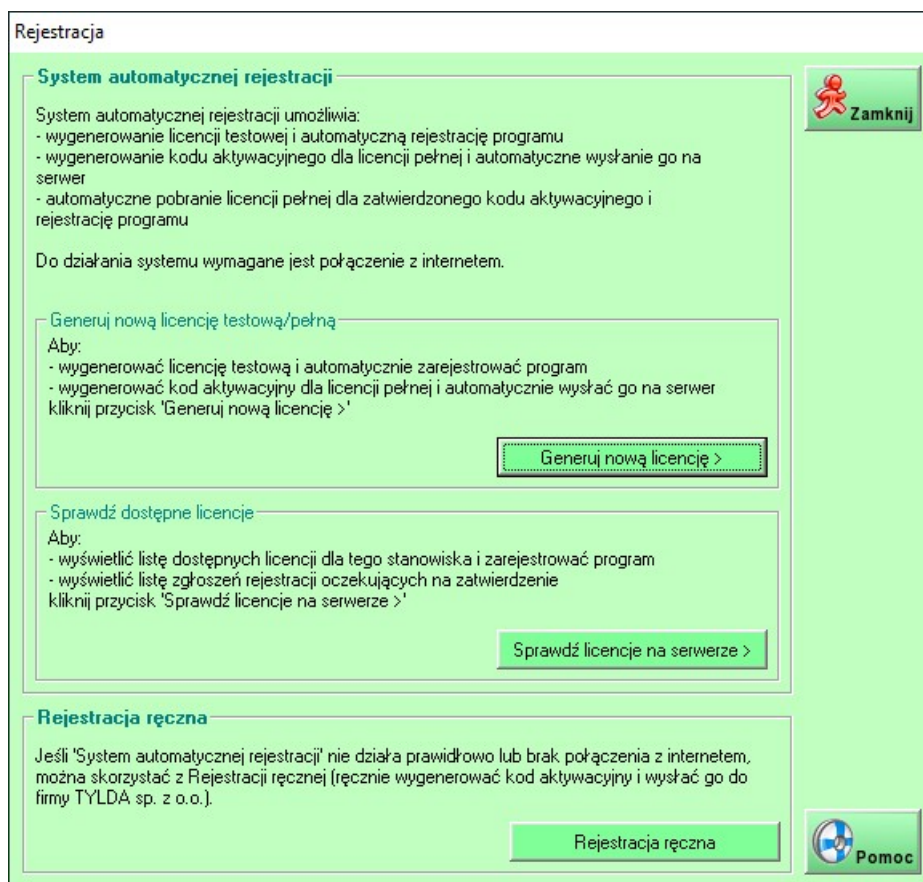 Rejestracja
System automatycznej rejestracji
Zamknij
System automatycznej rejestracji umożliwia:
- wygenerowanie licencji testowej i automatyczną rejestrację programu
- wygenerowanie kodu aktywacyjnego dla licencji pełnej i automatyczne wysłanie go na
serwer
- automatyczne pobranie licencji pełnej dla zatwierdzonego kodu aktywacyjnego i
rejestrację programu
Do działania systemu wymagane jest połączenie z internetem.
Generuj nową licencję testową/pełną
Aby:
- wygenerować licencję testową i automatycznie zarejestrować program
- wygenerować kod aktywacyjny dla licencji pełnej i automatycznie wysłać go na serwer
kliknij przycisk 'Generuj nową licencję >'
Generuj nową licencję >
Sprawdź dostępne licencje
Aby:
- wyświetlić listę dostępnych licencji dla tego stanowiska i zarejestrować program
- wyświetlić listę zgłoszeń rejestracji oczekujących na zatwierdzenie
kliknij przycisk 'Sprawdź licencje na serwerze >'
Sprawdź licencje na serwerze >
Rejestracja ręczna
Jeśli 'System automatycznej rejestracji' nie działa prawidłowo lub brak połączenia z internetem,
można skorzystać z Rejestracji ręcznej (ręcznie wygenerować kod aktywacyjny i wysłać go do
firmy TYLDA sp. z o.o.).
Rejestracja ręczna
Pomoc